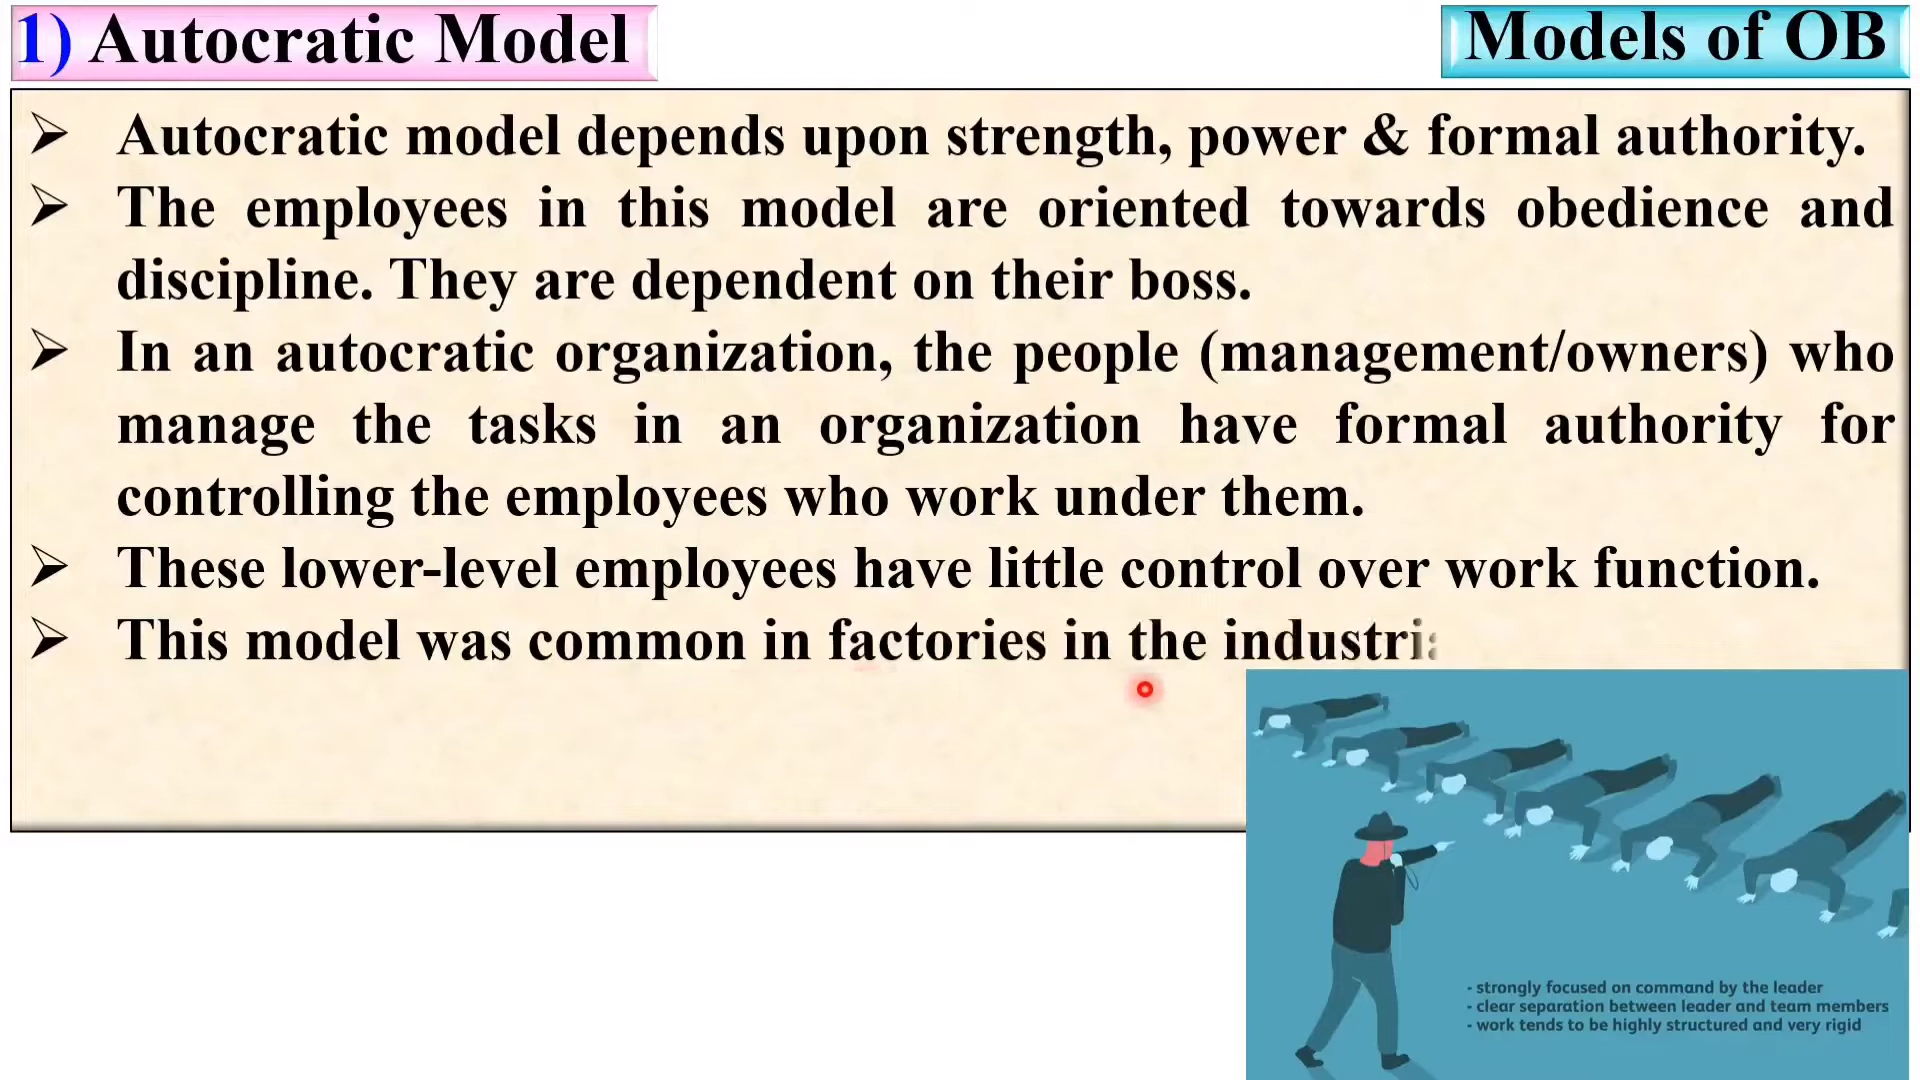 1) Autocratic Model
Models of OB
➢ Autocratic model depends upon strength, power & formal authority.
➢ The employees in this model are oriented towards obedience and
discipline. They are dependent on their boss.
➢ In an autocratic organization, the people (management/owners) who
manage the tasks in an organization have formal authority for
controlling the employees who work under them.
➢ These lower-level employees have little control over work function.
➢ This model was common in factories in the
- strongly focused on command by the leader
- clear separation between leader and team members
- work tends to be highly structured and very rigid